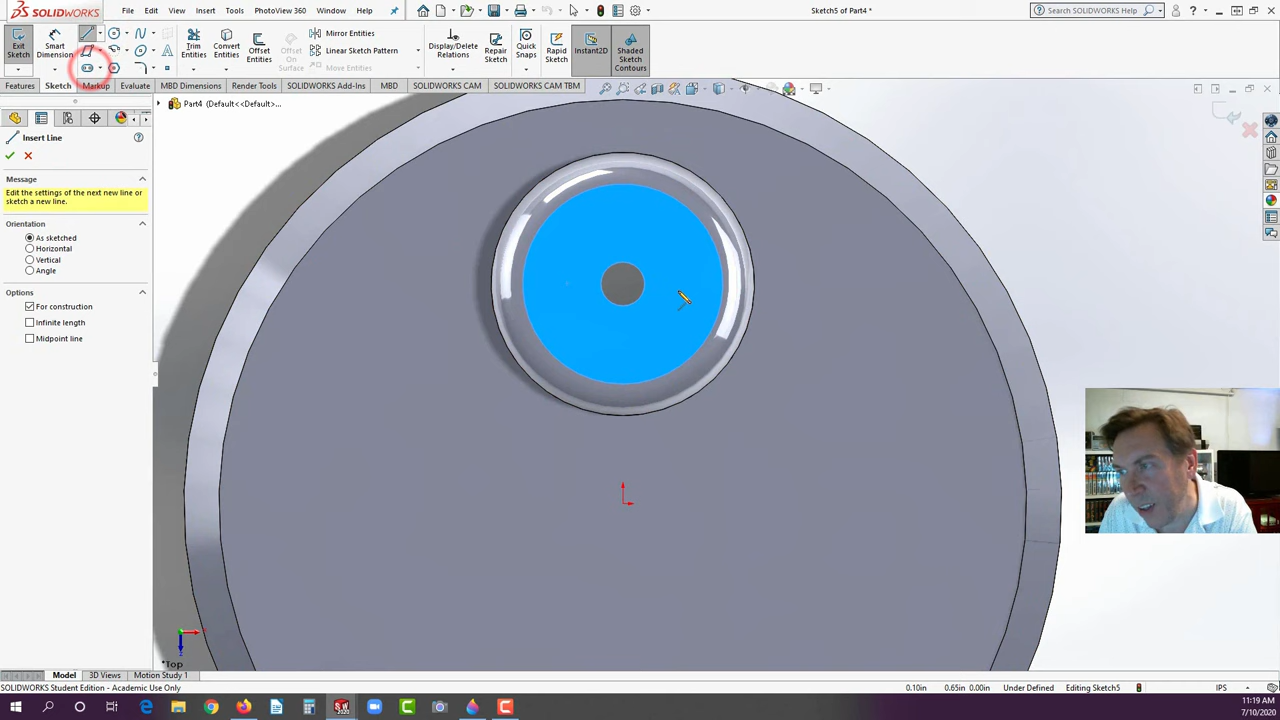 SOLIDWORKS
File Edit View Insert Tools PhotoView 360 Window Help
Sketch5 of Part4 *
Search SOLIDWORKS Help
Exit Sketch
Smart Dimension
Trim Entities
Convert Entities
Offset Entities
Offset On Surface
Mirror Entities
Linear Sketch Pattern
Move Entities
Display/Delete Relations
Repair Sketch
Quick Snaps
Rapid Sketch
Instant2D
Shaded Sketch Contours
Features Sketch Markup Evaluate MBD Dimensions Render Tools SOLIDWORKS Add-Ins MBD SOLIDWORKS CAM SOLIDWORKS CAM TBM
Part4 (Default<<Default>...
Insert Line
Message
Edit the settings of the next new line or
sketch a new line.
Orientation
As sketched
Horizontal
Vertical
Angle
Options
For construction
Infinite length
Midpoint line
*Top
Model 3D Views Motion Study 1
SOLIDWORKS Student Edition - Academic Use Only
0.10in 0.65in 0.00in Under Defined Editing Sketch5 IPS
11:19 AM
7/10/2020